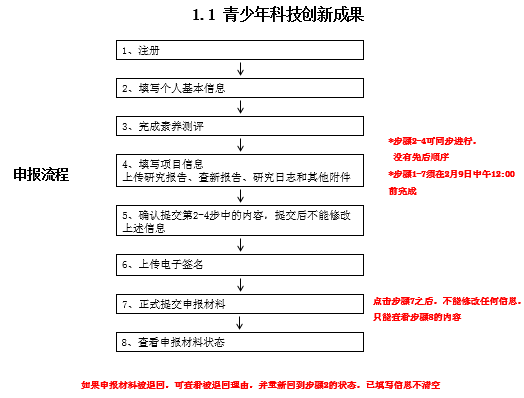 1.1 青少年科技创新成果
1、注册
2、填写个人基本信息
3、完成素养测评
*步骤2-4可同步进行，
没有先后顺序
4、填写项目信息
上传研究报告、查新报告、研究日志和其他附件
申报流程
*步骤1-7须在2月9日中午12:00
前完成
5、确认提交第2-4步中的内容，提交后不能修改
上述信息
6、上传电子签名
7、正式提交申报材料
点击步骤7之后，不能修改任何信息，
只能查看步骤8的内容
8、查看申报材料状态
如果申报材料被退回，可查看被退回理由，并重新回到步骤2的状态，已填写信息不清空